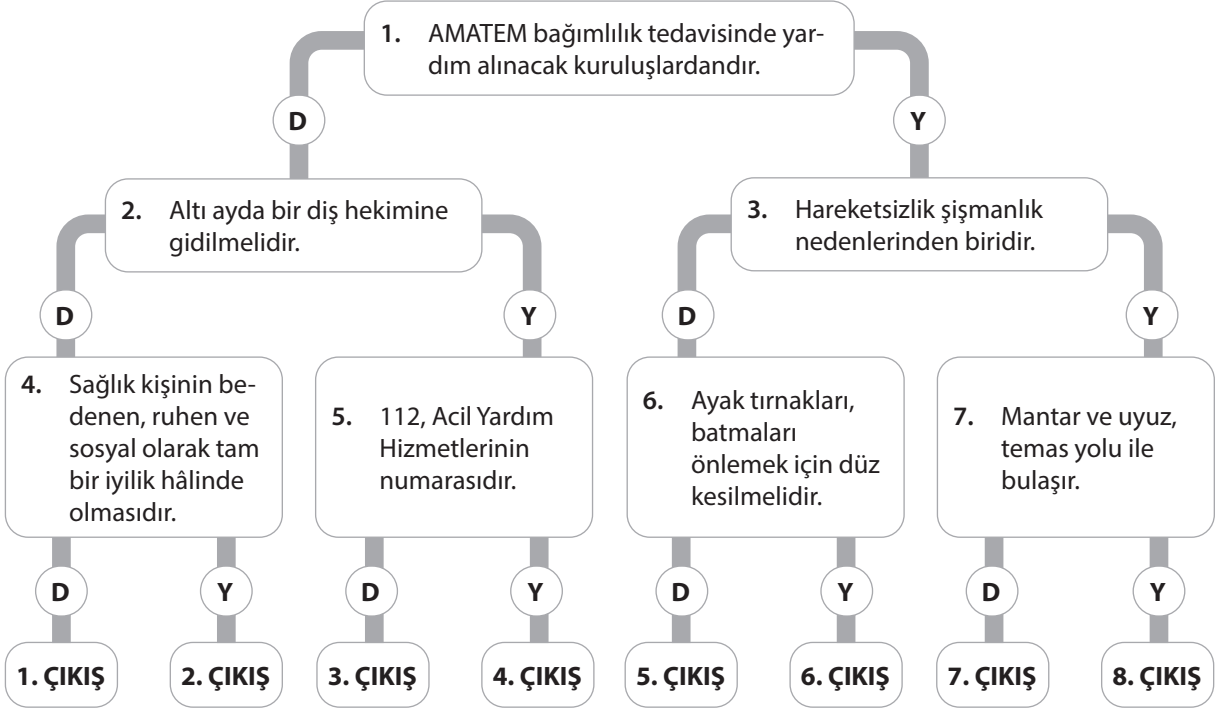 1. AMATEM bağımlılık tedavisinde yar-
dım alınacak kuruluşlardandır.
D
Y
2. Altı ayda bir diş hekimine
gidilmelidir.
3. Hareketsizlik şişmanlık
nedenlerinden biridir.
D
Y
D
Y
4. Sağlık kişinin be-
denen, ruhen ve
sosyal olarak tam
bir iyilik hâlinde
olmasıdır.
5. 112, Acil Yardım
Hizmetlerinin
numarasıdır.
6. Ayak tırnakları,
batmaları
önlemek için düz
kesilmelidir.
7. Mantar ve uyuz,
temas yolu ile
bulaşır.
D
Y
D
Y
D
Y
D
Y
1. ÇIKIŞ
2. ÇIKIŞ
3. ÇIKIŞ
4. ÇIKIŞ
5. ÇIKIŞ
6. ÇIKIŞ
7. ÇIKIŞ
8. ÇIKIŞ